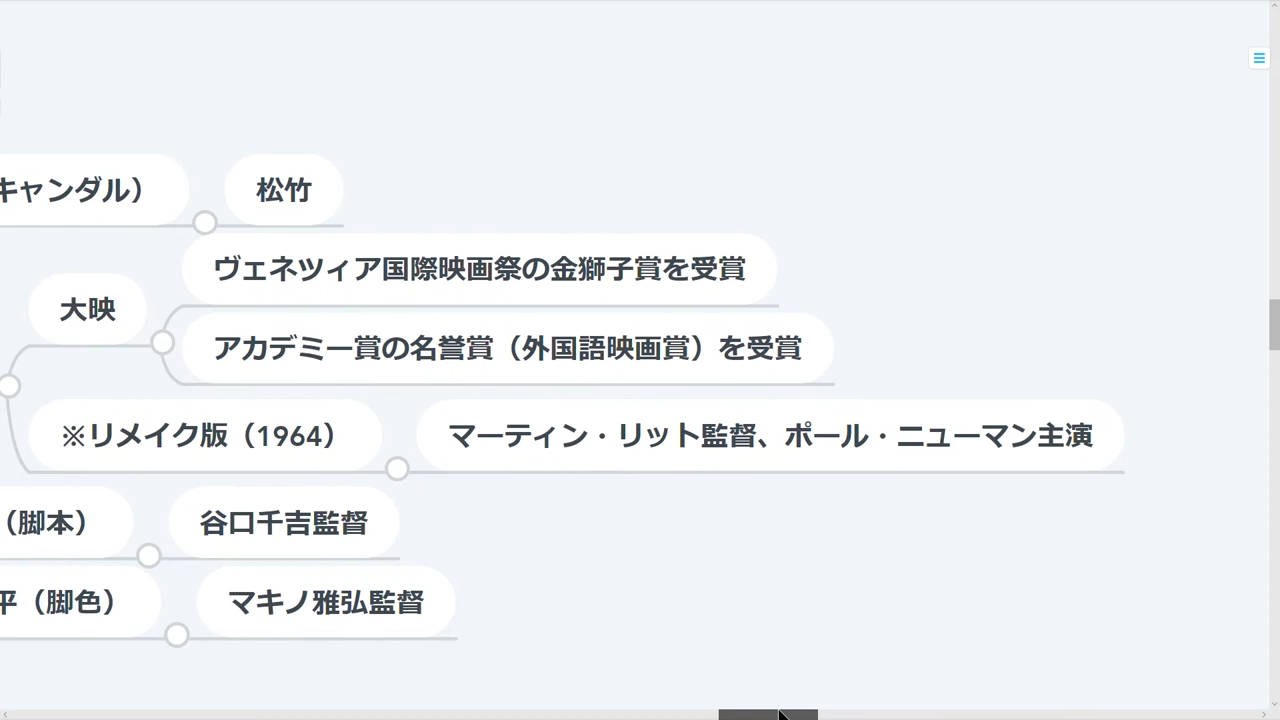 キャンダル）
松竹
ヴェネツィア国際映画祭の金獅子賞を受賞
大映
アカデミー賞の名誉賞（外国語映画賞）を受賞
※リメイク版（1964）
マーティン・リット監督、ポール・ニューマン主演
（脚本）
谷口千吉監督
平（脚色）
マキノ雅弘監督